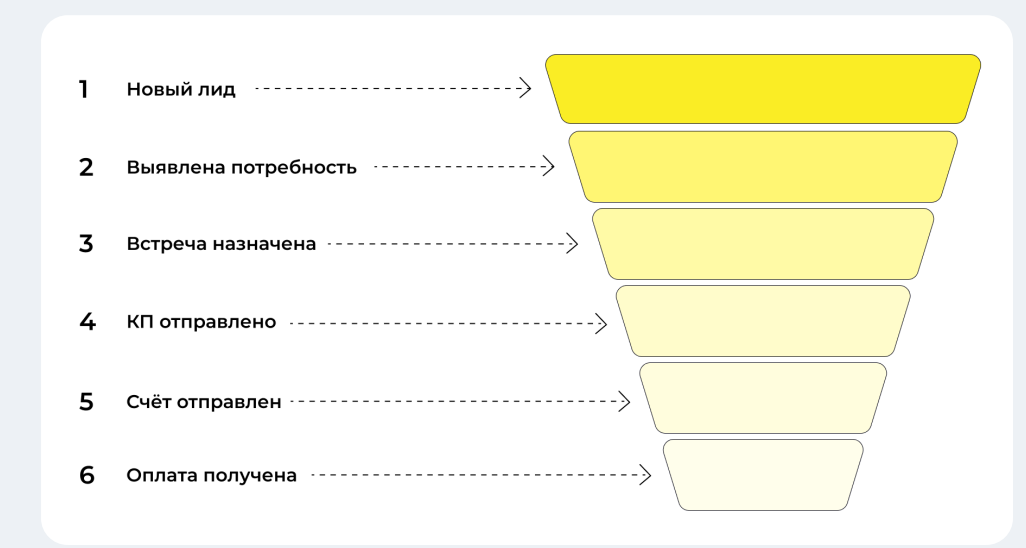 1 Новый лид
2 Выявлена потребность
3 Встреча назначена
4 КП отправлено
5 Счёт отправлен
6 Оплата получена